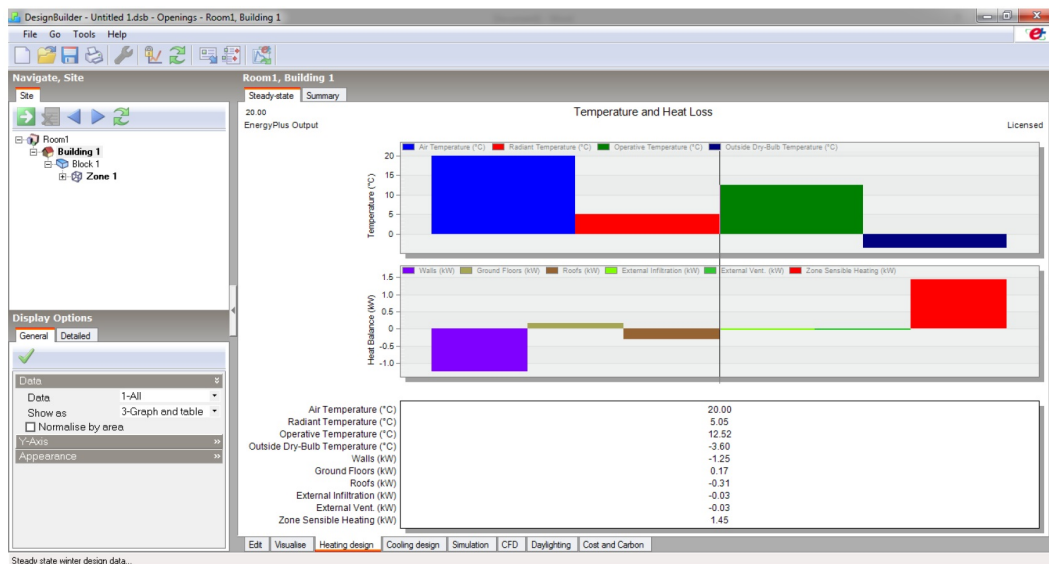 DesignBuilder - Untitled 1.dsb - Openings - Room1, Building 1
File Go Tools Help
Navigate, Site
Site
Room1
Building 1
Block 1
Zone 1
Display Options
General Detailed
Data
Data 1-All
Show as 3-Graph and table
Normalise by area
Y-Axis
Appearance
Room1, Building 1
Steady-state Summary
20.00 Temperature and Heat Loss
EnergyPlus Output Licensed
Air Temperature (°C) Radiant Temperature (°C) Operative Temperature (°C) Outside Dry-Bulb Temperature (°C)
Temperature (°C)
20
15
10
5
0
Walls (kW) Ground Floors (kW) Roofs (kW) External Infiltration (kW) External Vent. (kW) Zone Sensible Heating (kW)
Heat Balance (kW)
1.5
1.0
0.5
0
-0.5
-1.0
Air Temperature (°C) 20.00
Radiant Temperature (°C) 5.05
Operative Temperature (°C) 12.52
Outside Dry-Bulb Temperature (°C) -3.60
Walls (kW) -1.25
Ground Floors (kW) 0.17
Roofs (kW) -0.31
External Infiltration (kW) -0.03
External Vent. (kW) -0.03
Zone Sensible Heating (kW) 1.45
Edit Visualise Heating design Cooling design Simulation CFD Daylighting Cost and Carbon
Steady state winter design data...